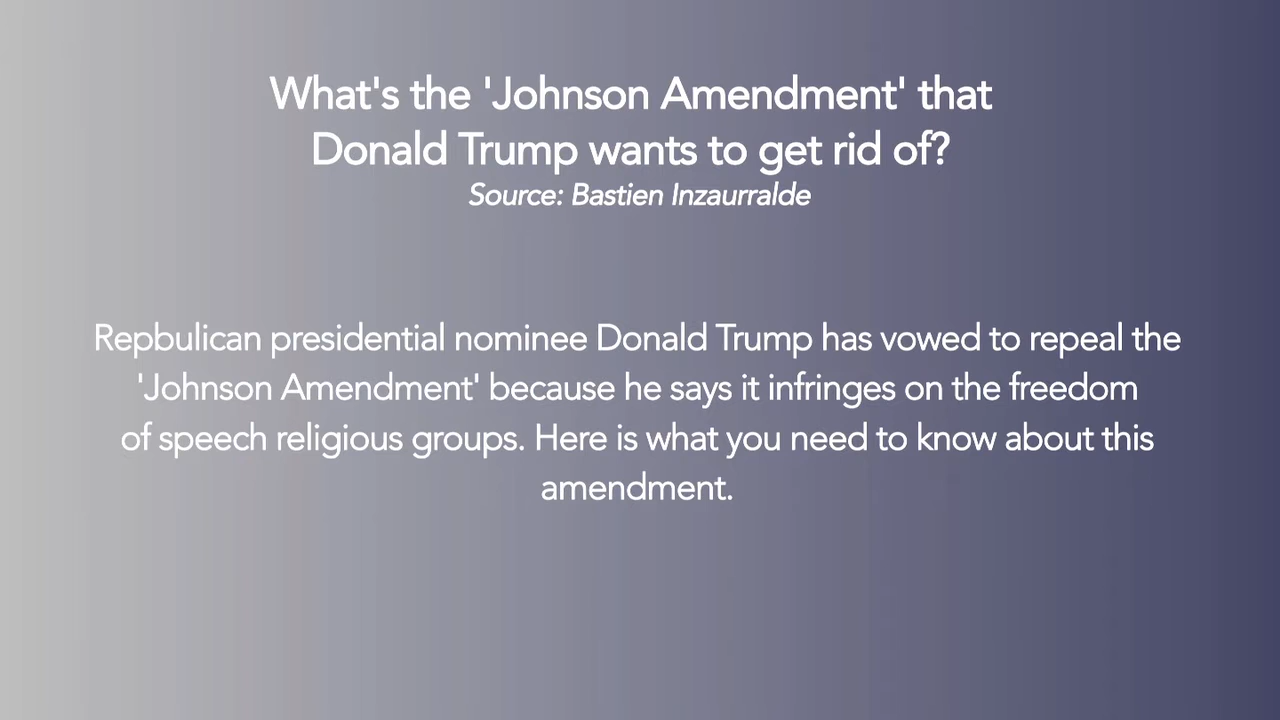 What's the 'Johnson Amendment' that
Donald Trump wants to get rid of?
Source: Bastien Inzaurralde
Repbulican presidential nominee Donald Trump has vowed to repeal the
'Johnson Amendment' because he says it infringes on the freedom
of speech religious groups. Here is what you need to know about this
amendment.